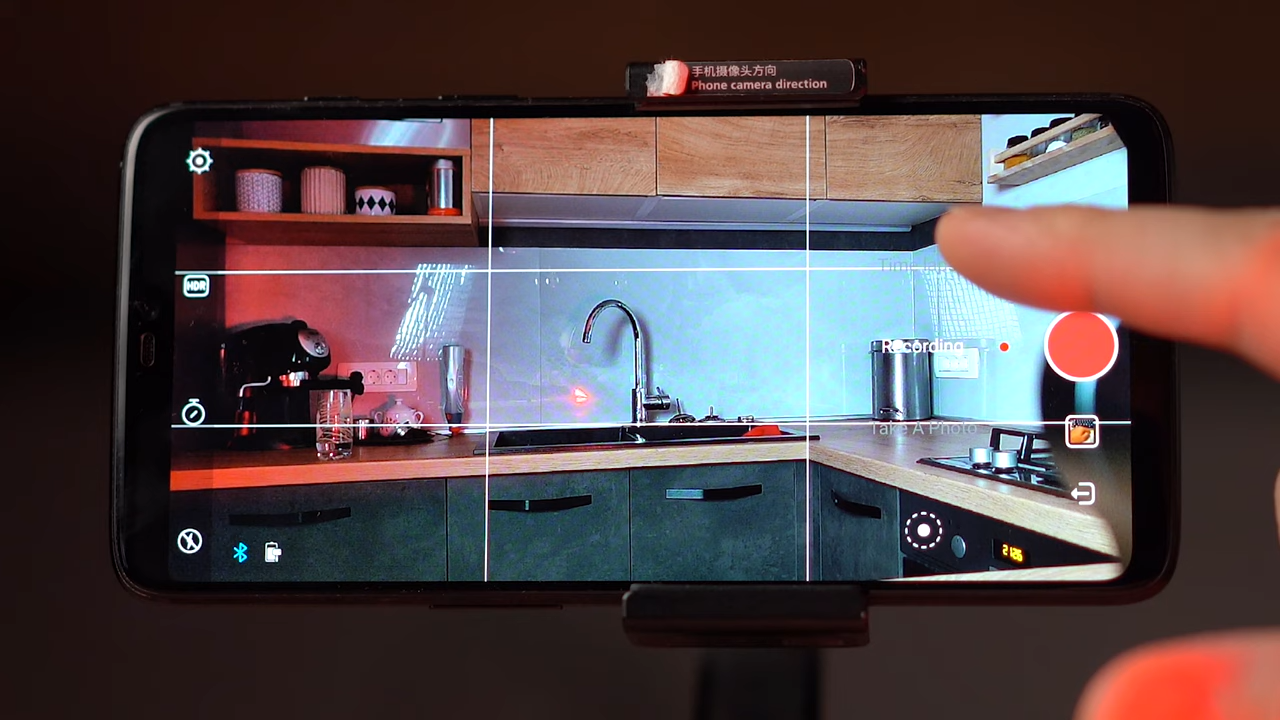 手机摄像头方向
Phone camera direction
HDR
Recording
Take A Photo